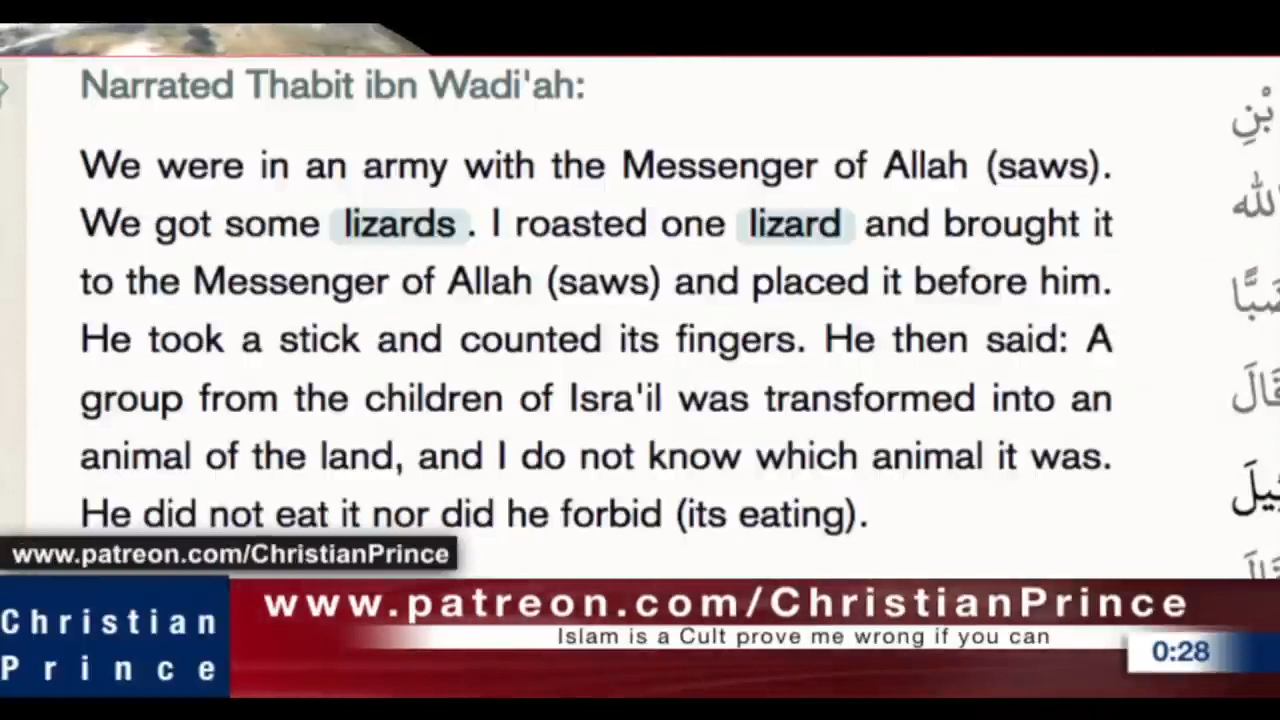 Narrated Thabit ibn Wadi'ah:
We were in an army with the Messenger of Allah (saws).
We got some lizards . I roasted one lizard and brought it
to the Messenger of Allah (saws) and placed it before him.
He took a stick and counted its fingers. He then said: A
group from the children of Isra'il was transformed into an
animal of the land, and I do not know which animal it was.
He did not eat it nor did he forbid (its eating).
بْنِ
الله
ضَبًّا
قَالَ
www.patreon.com/ChristianPrince
Christian
Prince
www.patreon.com/ChristianPrince
Islam is a Cult prove me wrong if you can
0:28